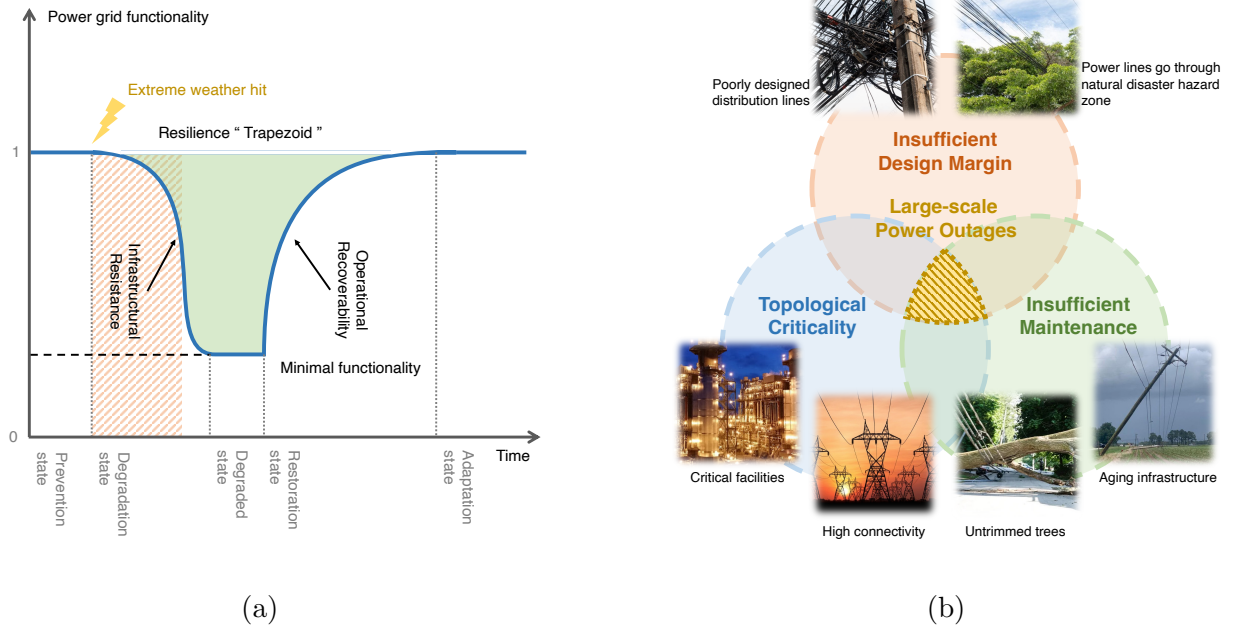 Power grid functionality
Extreme weather hit
Resilience “ Trapezoid ”
1
Infrastructural
Resistance
Operational
Recoverability
Minimal functionality
0
Time
Prevention
state
Degradation
state
Degraded
state
Restoration
state
Adaptation
state
(a)
Poorly designed
distribution lines
Power lines go through
natural disaster hazard
zone
Insufficient
Design Margin
Large-scale
Power Outages
Topological
Criticality
Insufficient
Maintenance
Critical facilities
Aging infrastructure
High connectivity
Untrimmed trees
(b)